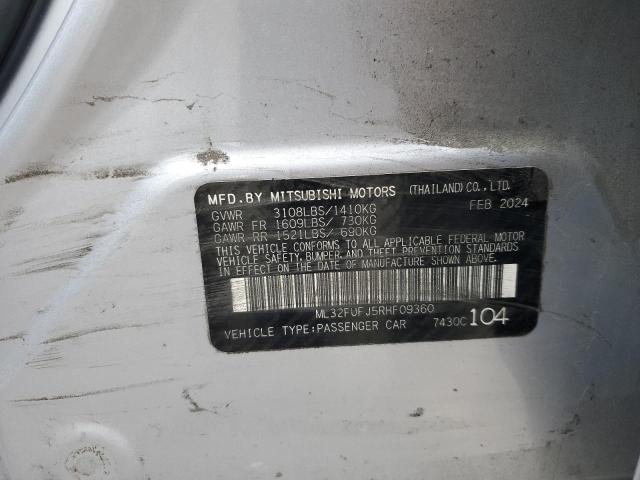 MFD. BY MITSUBISHI MOTORS (THAILAND) CO., LTD.
GVWR 3108LBS/1410KG FEB 2024
GAWR FR 1609LBS/ 730KG
GAWR RR 1521LBS/ 690KG
THIS VEHICLE CONFORMS TO ALL APPLICABLE FEDERAL MOTOR
VEHICLE SAFETY, BUMPER, AND THEFT PREVENTION STANDARDS
IN EFFECT ON THE DATE OF MANUFACTURE SHOWN ABOVE.
ML32FUFJ5RHF09360
VEHICLE TYPE:PASSENGER CAR 7430C 104